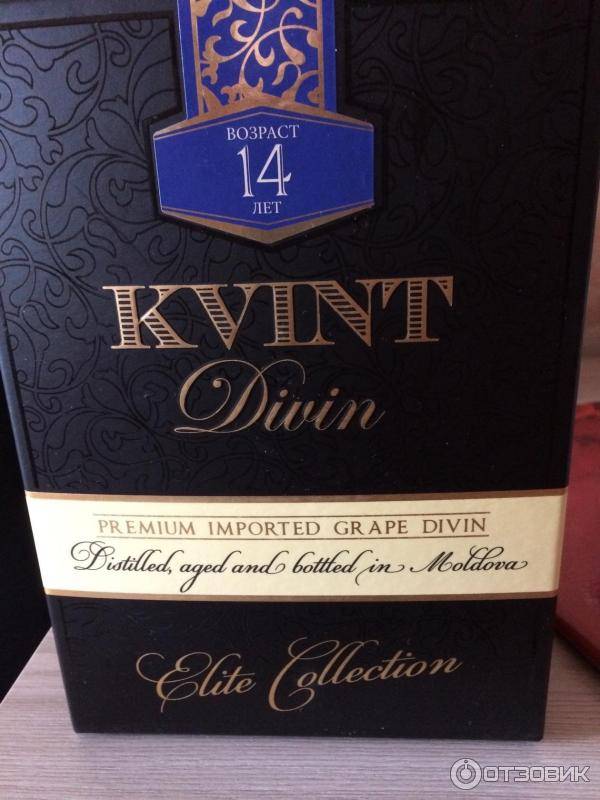 ВОЗРАСТ
14
ЛЕТ
KVINT
Divin
PREMIUM IMPORTED GRAPE DIVIN
Distilled, aged and bottled in Moldova
Elite Collection
ОТЗОВИК